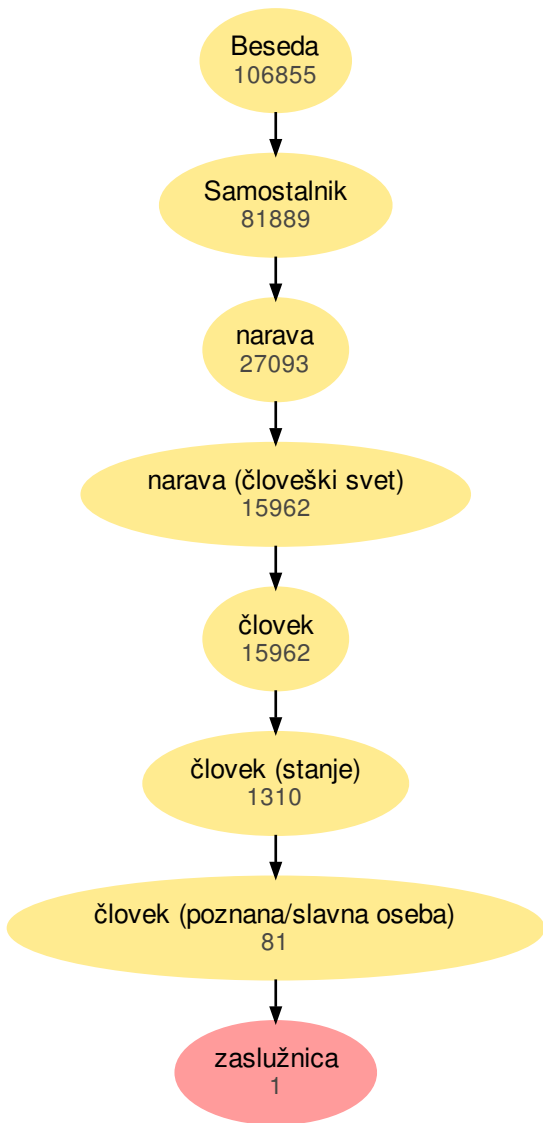 Beseda
106855
Samostalnik
81889
narava
27093
narava (človeški svet)
15962
človek
15962
človek (stanje)
1310
človek (poznana/slavna oseba)
81
zaslužnica
1